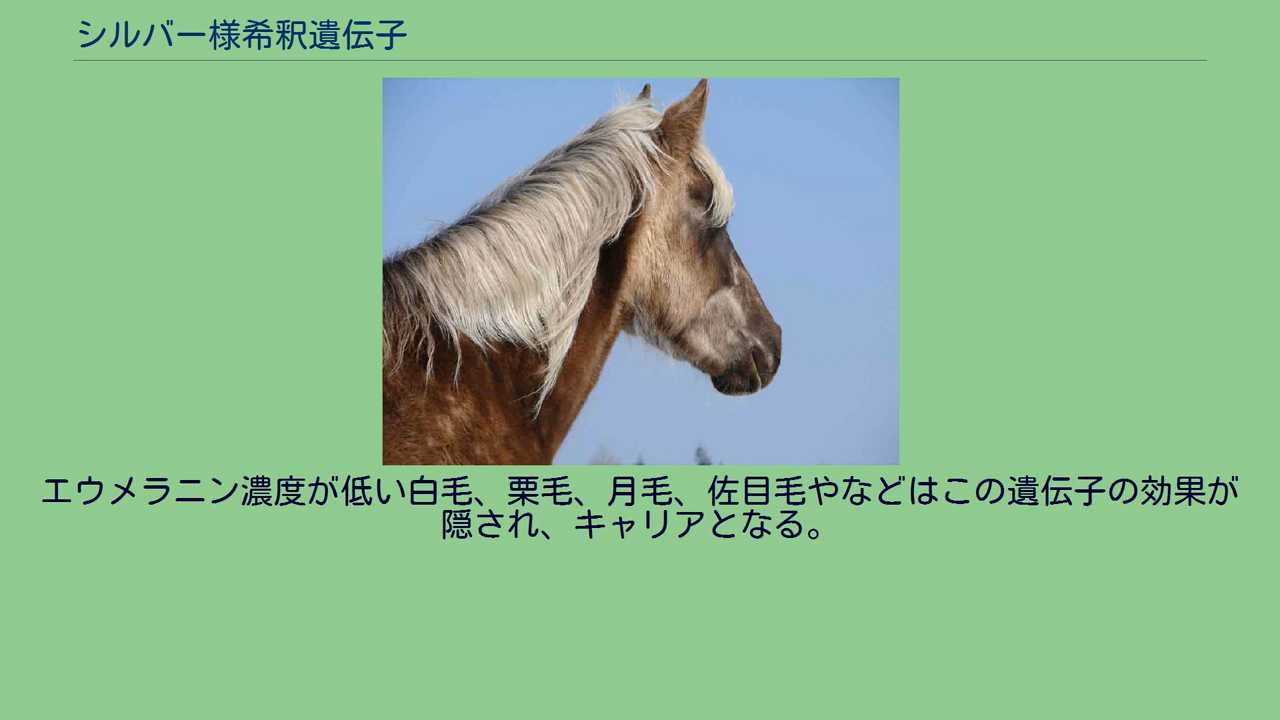 シルバー様希釈遺伝子
エウメラニン濃度が低い白毛、栗毛、月毛、佐目毛やなどはこの遺伝子の効果が
隠され、キャリアとなる。